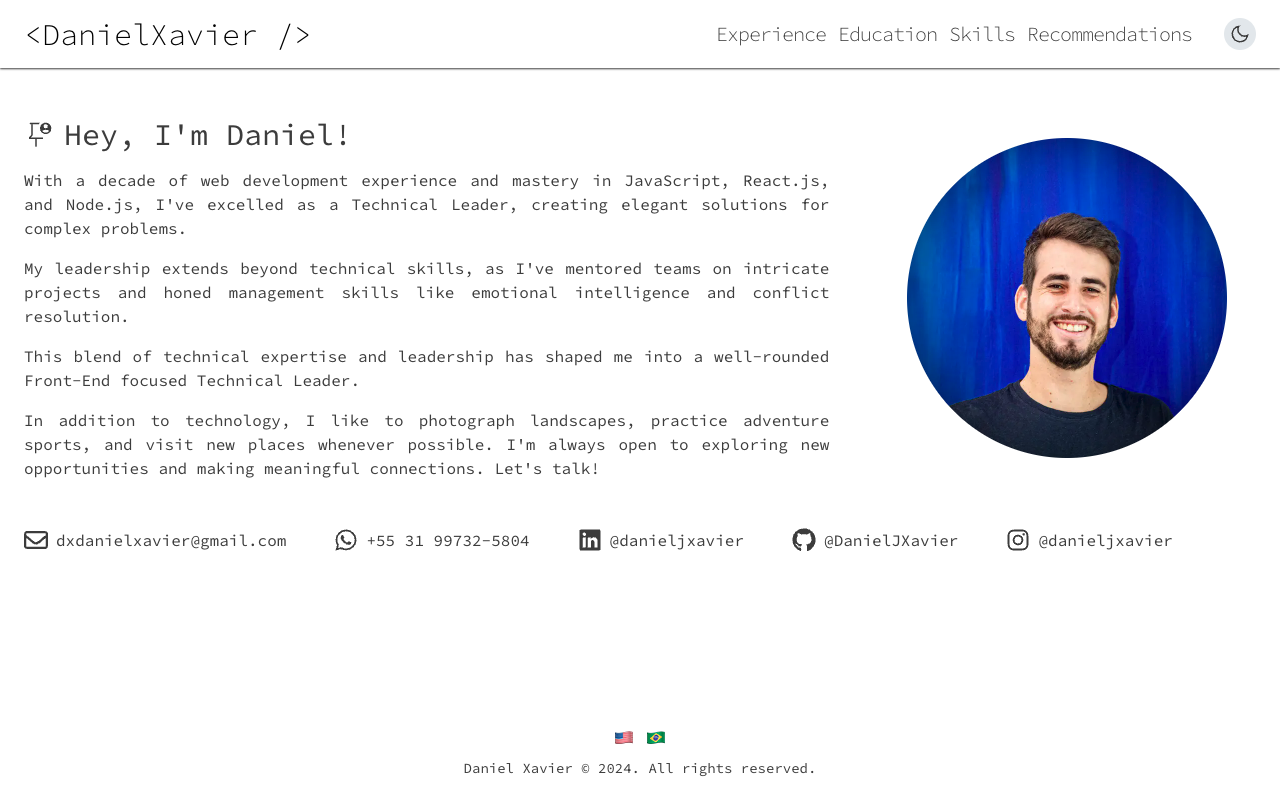 <DanielXavier />
Experience Education Skills Recommendations
Hey, I'm Daniel!
With a decade of web development experience and mastery in JavaScript, React.js,
and Node.js, I've excelled as a Technical Leader, creating elegant solutions for
complex problems.
My leadership extends beyond technical skills, as I've mentored teams on intricate
projects and honed management skills like emotional intelligence and conflict
resolution.
This blend of technical expertise and leadership has shaped me into a well-rounded
Front-End focused Technical Leader.
In addition to technology, I like to photograph landscapes, practice adventure
sports, and visit new places whenever possible. I'm always open to exploring new
opportunities and making meaningful connections. Let's talk!
dxdanielxavier@gmail.com +55 31 99732-5804 @danieljxavier @DanielJXavier @danieljxavier
Daniel Xavier © 2024. All rights reserved.